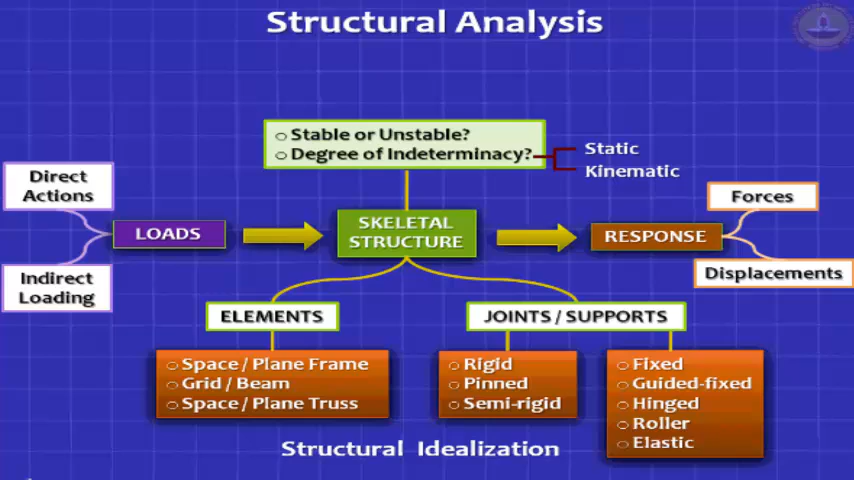 Structural Analysis
○ Stable or Unstable?
○ Degree of Indeterminacy?
Static
Kinematic
Direct
Actions
Indirect
Loading
LOADS
SKELETAL
STRUCTURE
RESPONSE
Forces
Displacements
ELEMENTS
JOINTS / SUPPORTS
○ Space / Plane Frame
○ Grid / Beam
○ Space / Plane Truss
○ Rigid
○ Pinned
○ Semi-rigid
○ Fixed
○ Guided-fixed
○ Hinged
○ Roller
○ Elastic
Structural Idealization